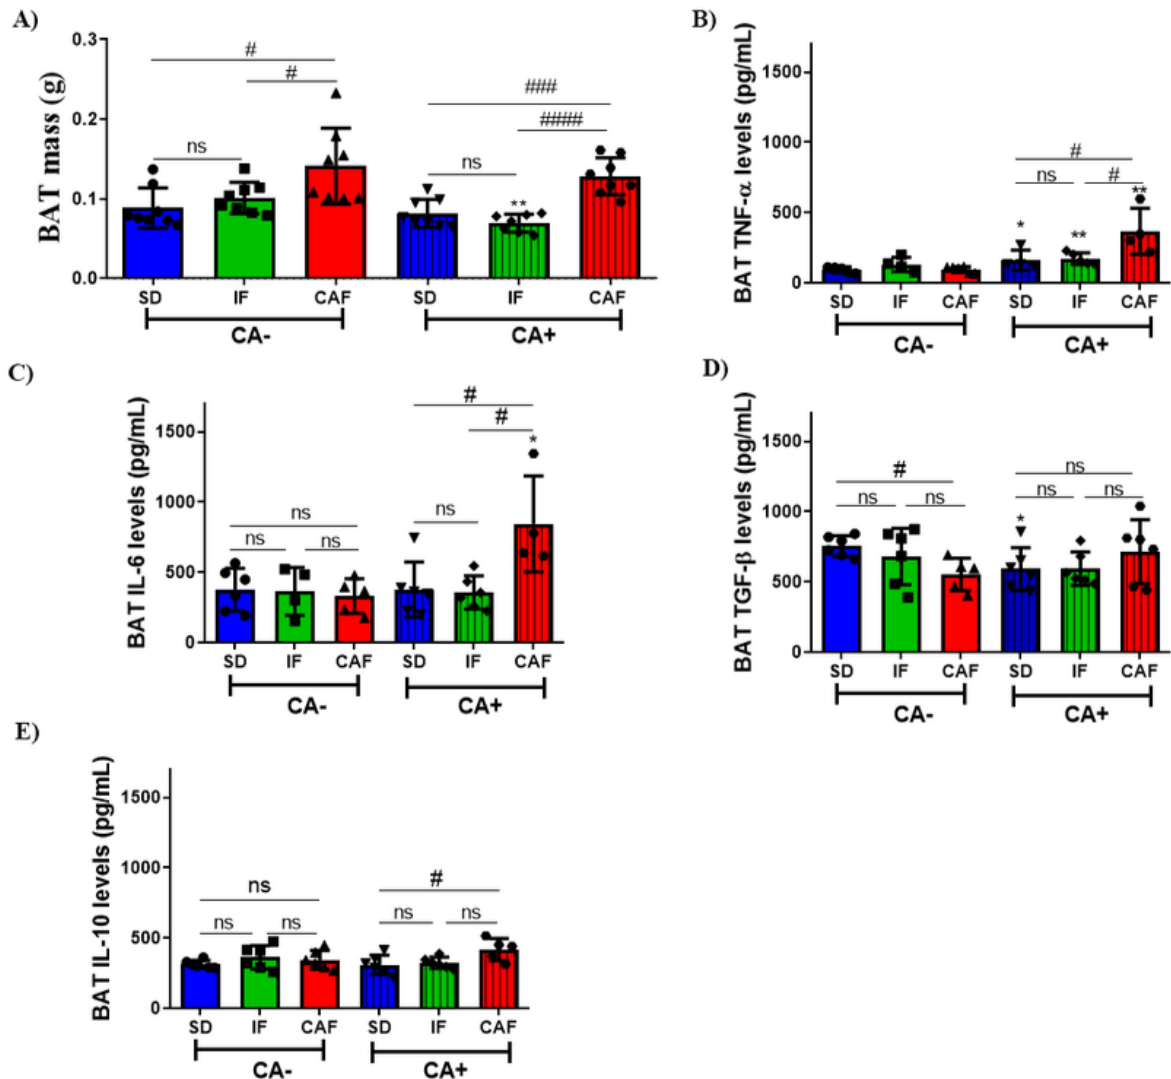 A)
BAT mass (g)
0.3
0.2
0.1
0.0
#
#
ns
###
####
ns
**
SD IF CAF SD IF CAF
CA- CA+
B)
BAT TNF-α levels (pg/mL)
1500
1000
500
0
#
ns #
* ** **
SD IF CAF SD IF CAF
CA- CA+
C)
BAT IL-6 levels (pg/mL)
1500
1000
500
0
ns
ns ns
#
#
ns
*
SD IF CAF SD IF CAF
CA- CA+
D)
BAT TGF-β levels (pg/mL)
1500
1000
500
0
#
ns ns
ns
ns ns
*
SD IF CAF SD IF CAF
CA- CA+
E)
BAT IL-10 levels (pg/mL)
1500
1000
500
0
ns
ns ns
#
ns ns
SD IF CAF SD IF CAF
CA- CA+